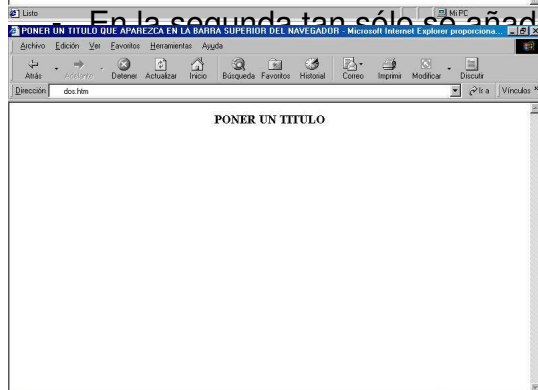 Listo Mi PC
- En la segunda tan sólo se añad
PONER UN TITULO QUE APAREZCA EN LA BARRA SUPERIOR DEL NAVEGADOR - Microsoft Internet Explorer proporciona...
Archivo Edición Ver Favoritos Herramientas Ayuda
Atrás Adelante Detener Actualizar Inicio Búsqueda Favoritos Historial Correo Imprimir Modificar Discutir
Dirección dos.htm Ir a Vínculos »
PONER UN TITULO